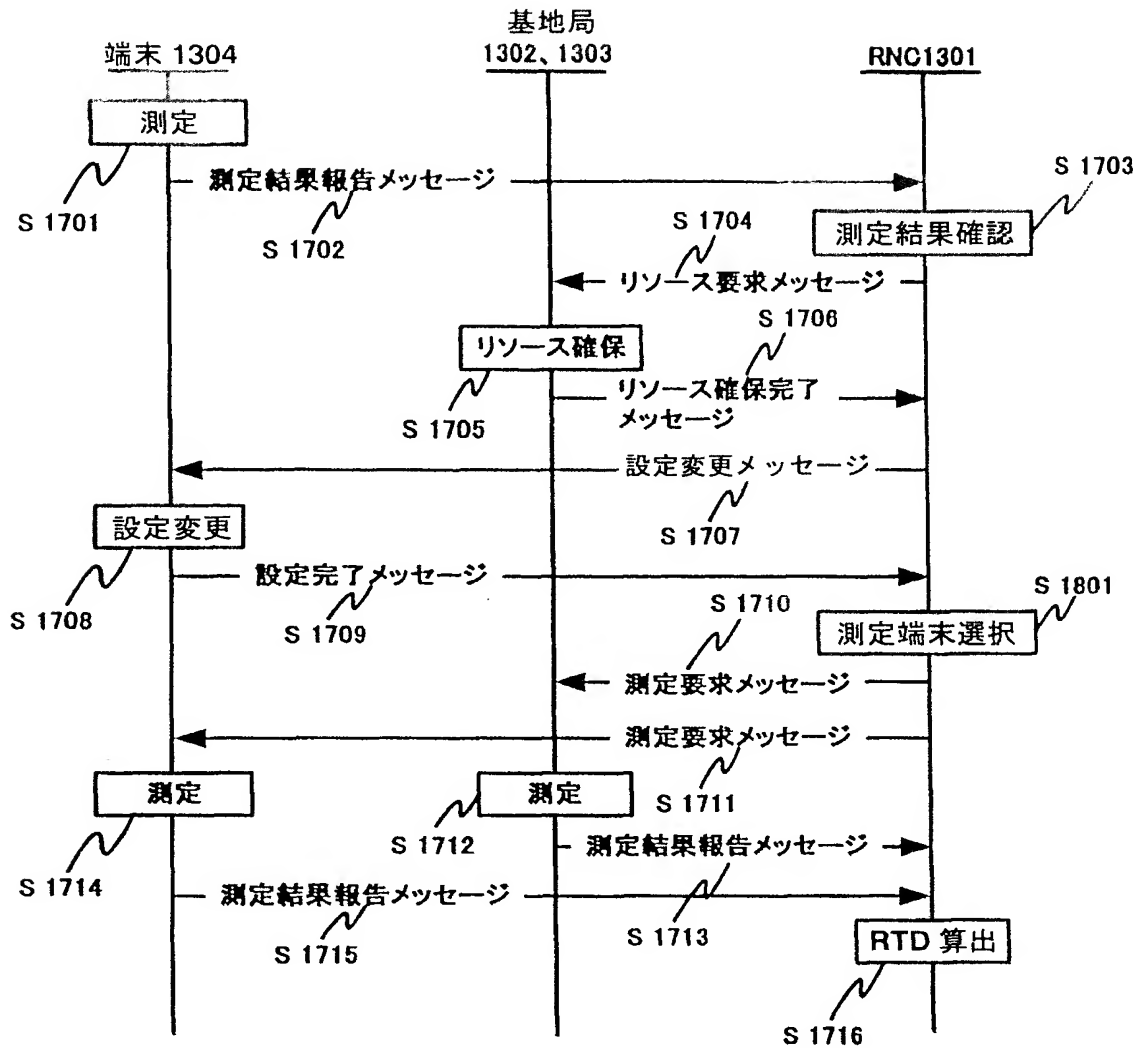 基地局
端末 1304
1302、1303
RNC1301
測定
S 1701
測定結果報告メッセージ
S 1702
S 1703
測定結果確認
S 1704
リソース要求メッセージ
リソース確保
S 1705
S 1706
リソース確保完了
メッセージ
設定変更メッセージ
S 1707
設定変更
S 1708
設定完了メッセージ
S 1709
S 1801
測定端末選択
S 1710
測定要求メッセージ
測定要求メッセージ
S 1711
測定
S 1714
測定
S 1712
測定結果報告メッセージ
S 1713
測定結果報告メッセージ
S 1715
RTD 算出
S 1716